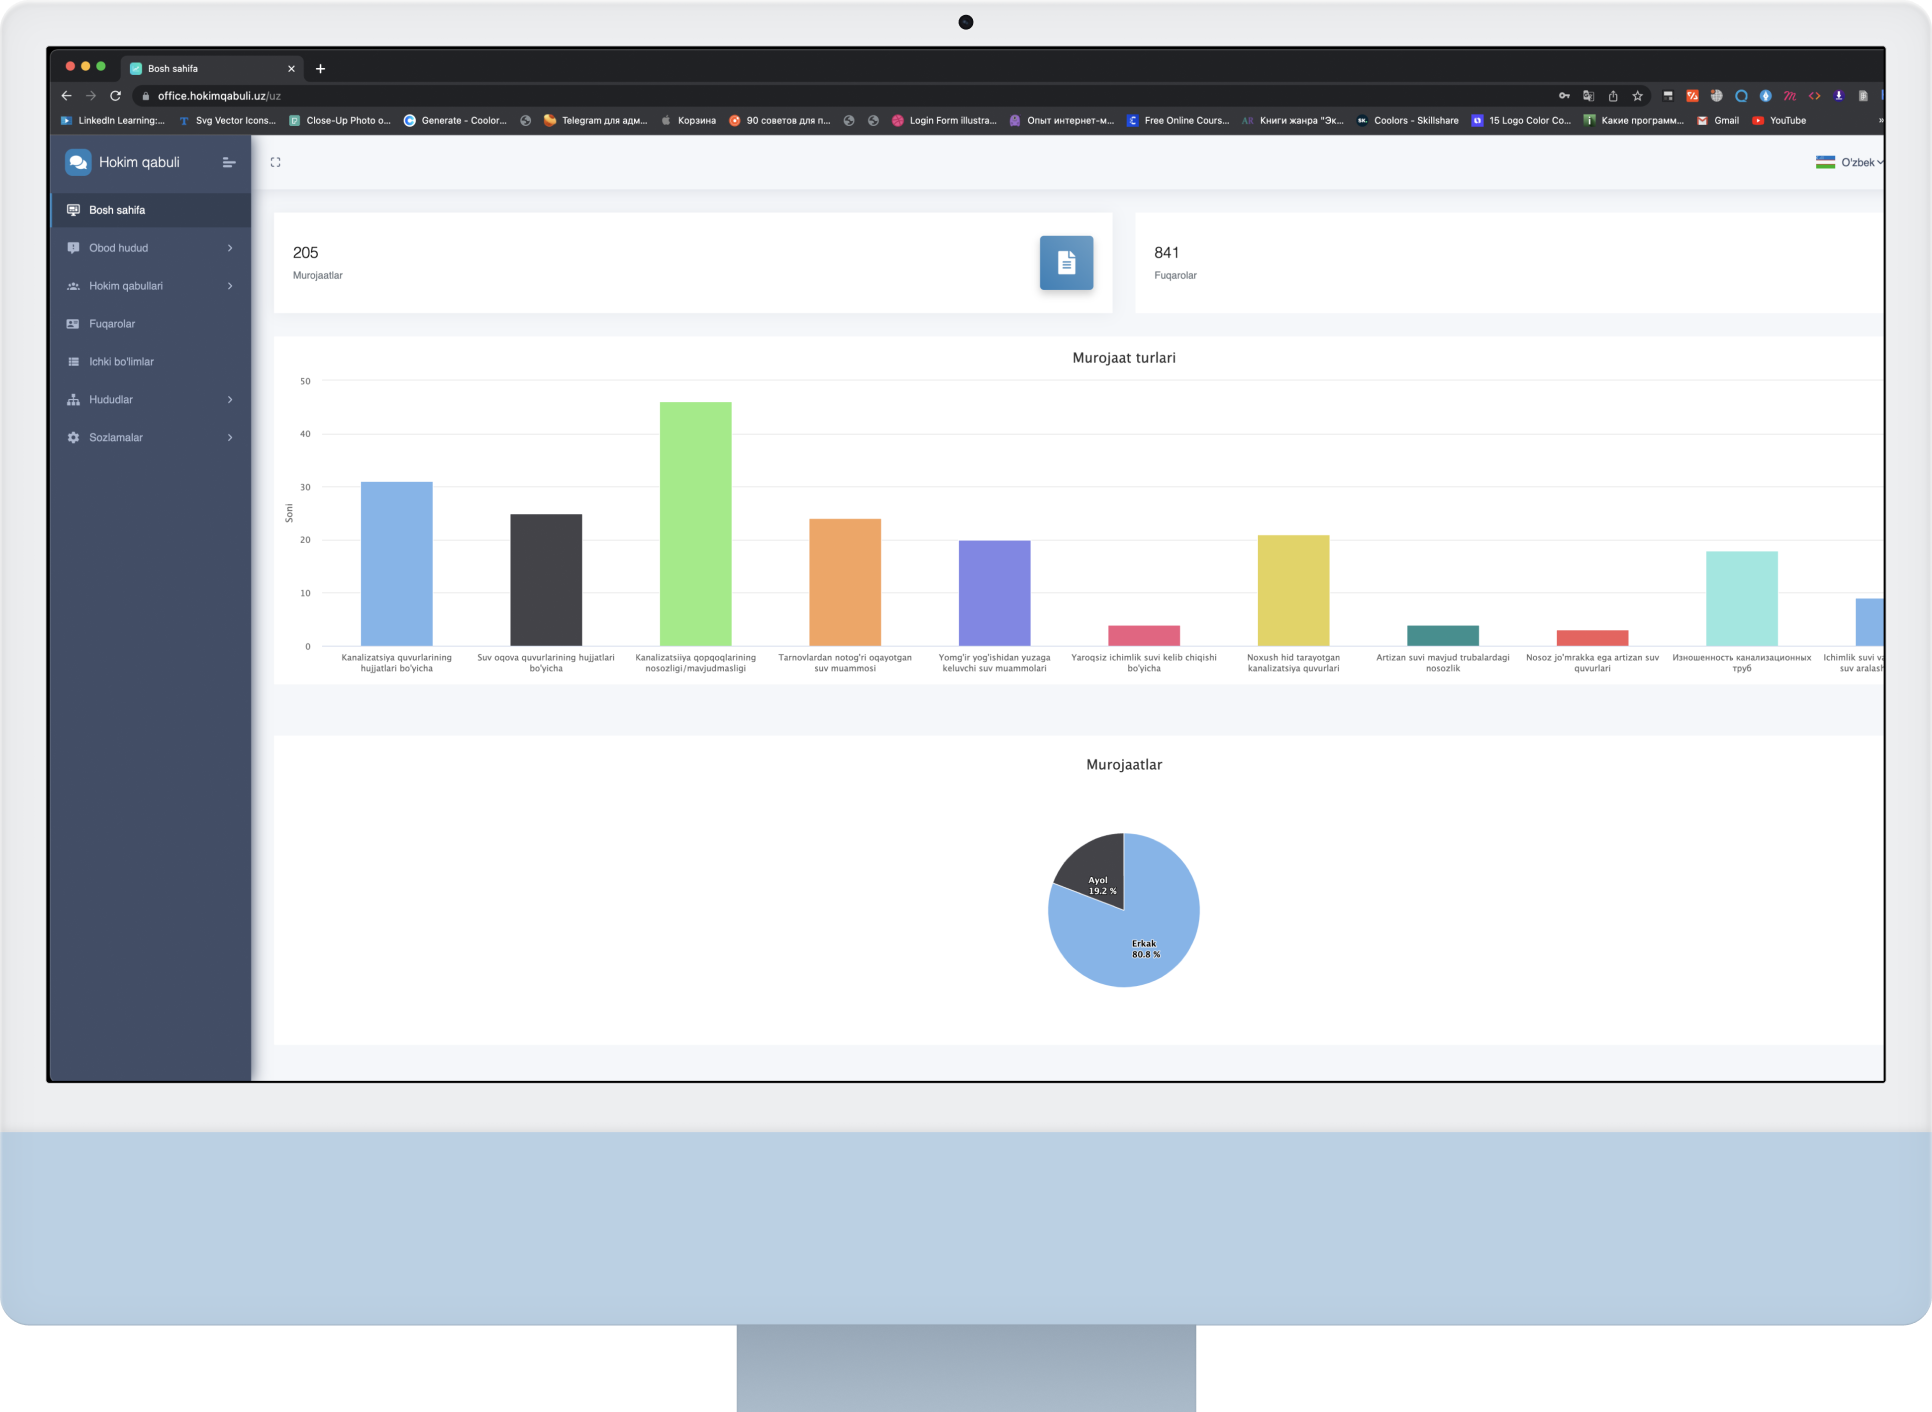 Bosh sahifa
office.hokimqabuli.uz/uz
LinkedIn Learning:... Svg Vector Icons... Close-Up Photo o... Generate - Coolor... Telegram для адм... Корзина 90 советов для п... Login Form illustra... Опыт интернет-м... Free Online Cours... Книги жанра "Эк... Coolors - Skillshare 15 Logo Color Co... Какие программ... Gmail YouTube
Hokim qabuli
O'zbek
Bosh sahifa
Obod hudud
Hokim qabullari
Fuqarolar
Ichki bo'limlar
Hududlar
Sozlamalar
205
Murojaatlar
841
Fuqarolar
Murojaat turlari
Soni
50
40
30
20
10
0
Kanalizatsiya quvurlarining
hujjatlari bo'yicha
Suv oqova quvurlarining hujjatlari
bo'yicha
Kanalizatsiiya qopqoqlarining
nosozligi/mavjudmasligi
Tarnovlardan notog'ri oqayotgan
suv muammosi
Yomg'ir yog'ishidan yuzaga
keluvchi suv muammolari
Yaroqsiz ichimlik suvi kelib chiqishi
bo'yicha
Noxush hid tarayotgan
kanalizatsiya quvurlari
Artizan suvi mavjud trubalardagi
nosozlik
Nosoz jo'mrakka ega artizan suv
quvurlari
Изношенность канализационных
труб
Ichimlik suvi va
suv aralash
Murojaatlar
Ayol
19.2 %
Erkak
80.8 %